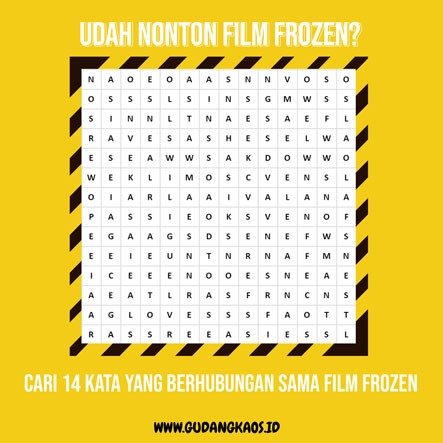 UDAH NONTON FILM FROZEN?
N A O E O A A S N N V O S O
O S S S L S I N S G M W S S
S I N N L T N A E S A E F L
R A V E S A S H E S E L W A
E S E A W W S A K D O W W O
W E K L I M O S C V E N S L
O I A R L A A I V A L A N A
P A S S I E O K S V E N O F
E G A A G S D S E N E F W S
E E I E U N T N R N A F M N
I C E E E N O O E S N E A E
A E A T L R A S F R N C N S
A G L O V E S S S F A O T T
R A S S R E E A S I E S S L
CARI 14 KATA YANG BERHUBUNGAN SAMA FILM FROZEN
WWW.GUDANGKAOS.ID